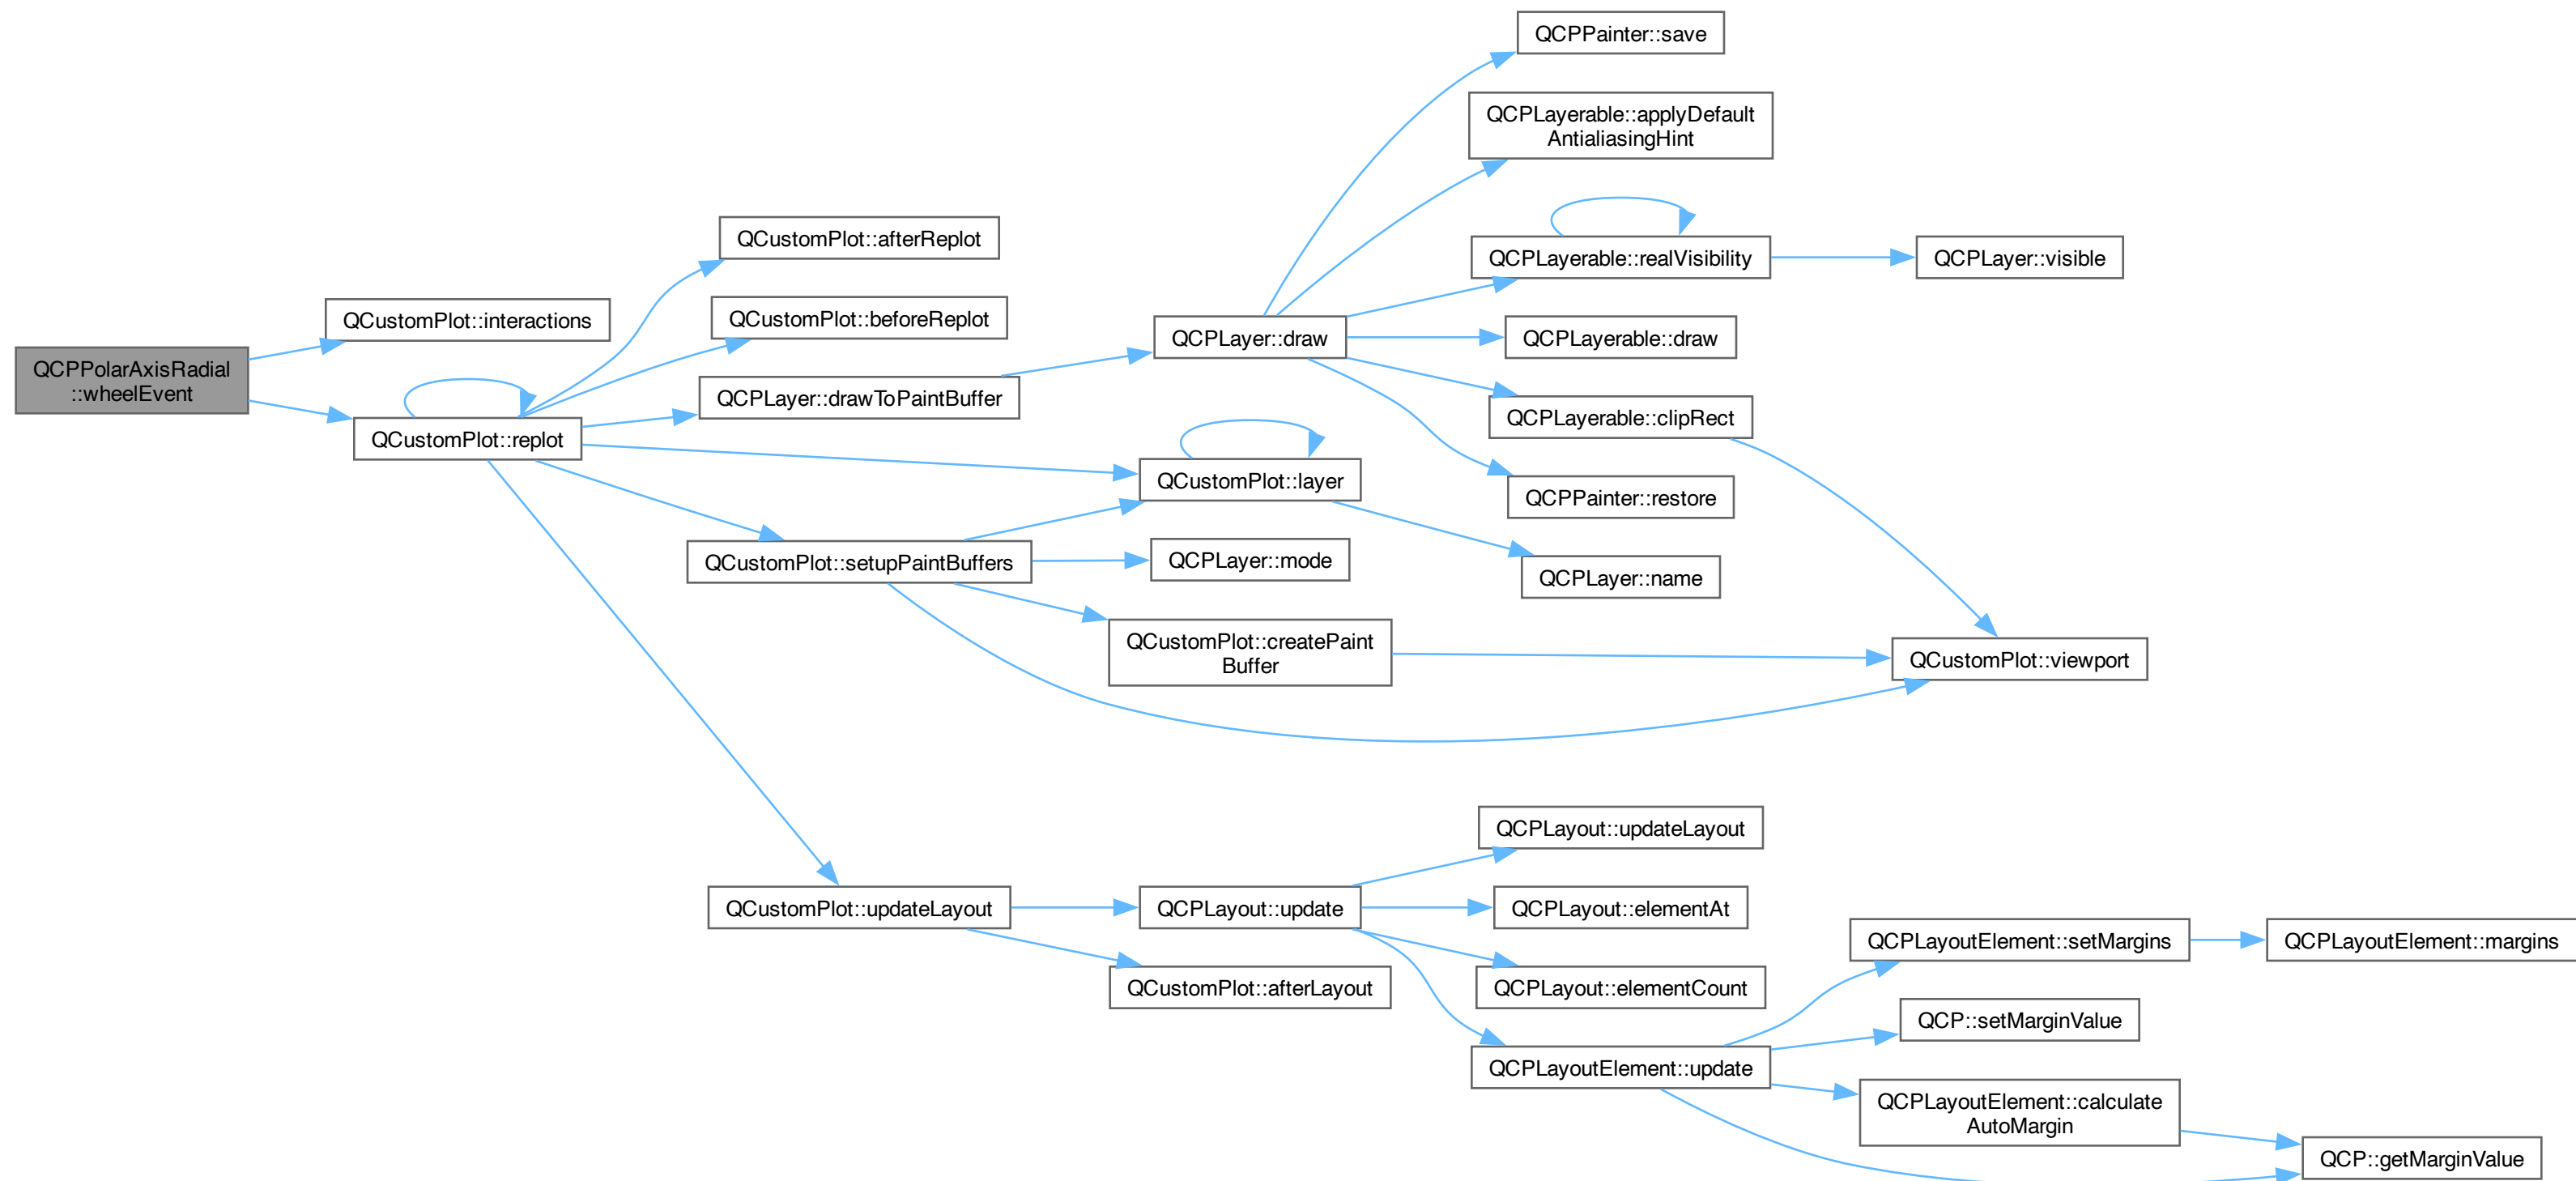 QCPPainter::save
QCPLayerable::applyDefault
AntialiasingHint
QCustomPlot::afterReplot
QCPLayerable::realVisibility
QCPLayer::visible
QCustomPlot::interactions
QCustomPlot::beforeReplot
QCPLayer::draw
QCPLayerable::draw
QCPPolarAxisRadial
::wheelEvent
QCPLayer::drawToPaintBuffer
QCPLayerable::clipRect
QCustomPlot::replot
QCustomPlot::layer
QCPPainter::restore
QCustomPlot::setupPaintBuffers
QCPLayer::mode
QCPLayer::name
QCustomPlot::createPaint
Buffer
QCustomPlot::viewport
QCPLayout::updateLayout
QCustomPlot::updateLayout
QCPLayout::update
QCPLayout::elementAt
QCPLayoutElement::setMargins
QCPLayoutElement::margins
QCustomPlot::afterLayout
QCPLayout::elementCount
QCP::setMarginValue
QCPLayoutElement::update
QCPLayoutElement::calculate
AutoMargin
QCP::getMarginValue